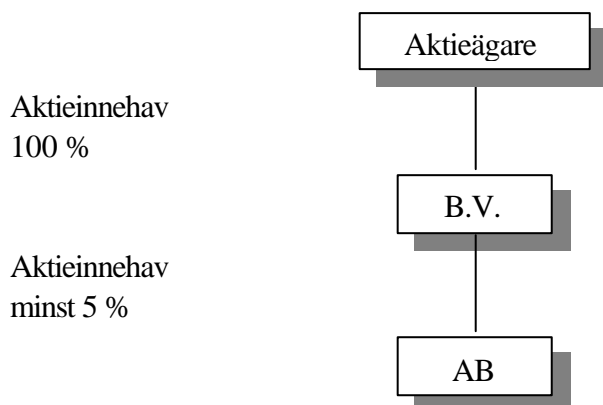 Aktieägare
Aktieinnehav
100 %
B.V.
Aktieinnehav
minst 5 %
AB